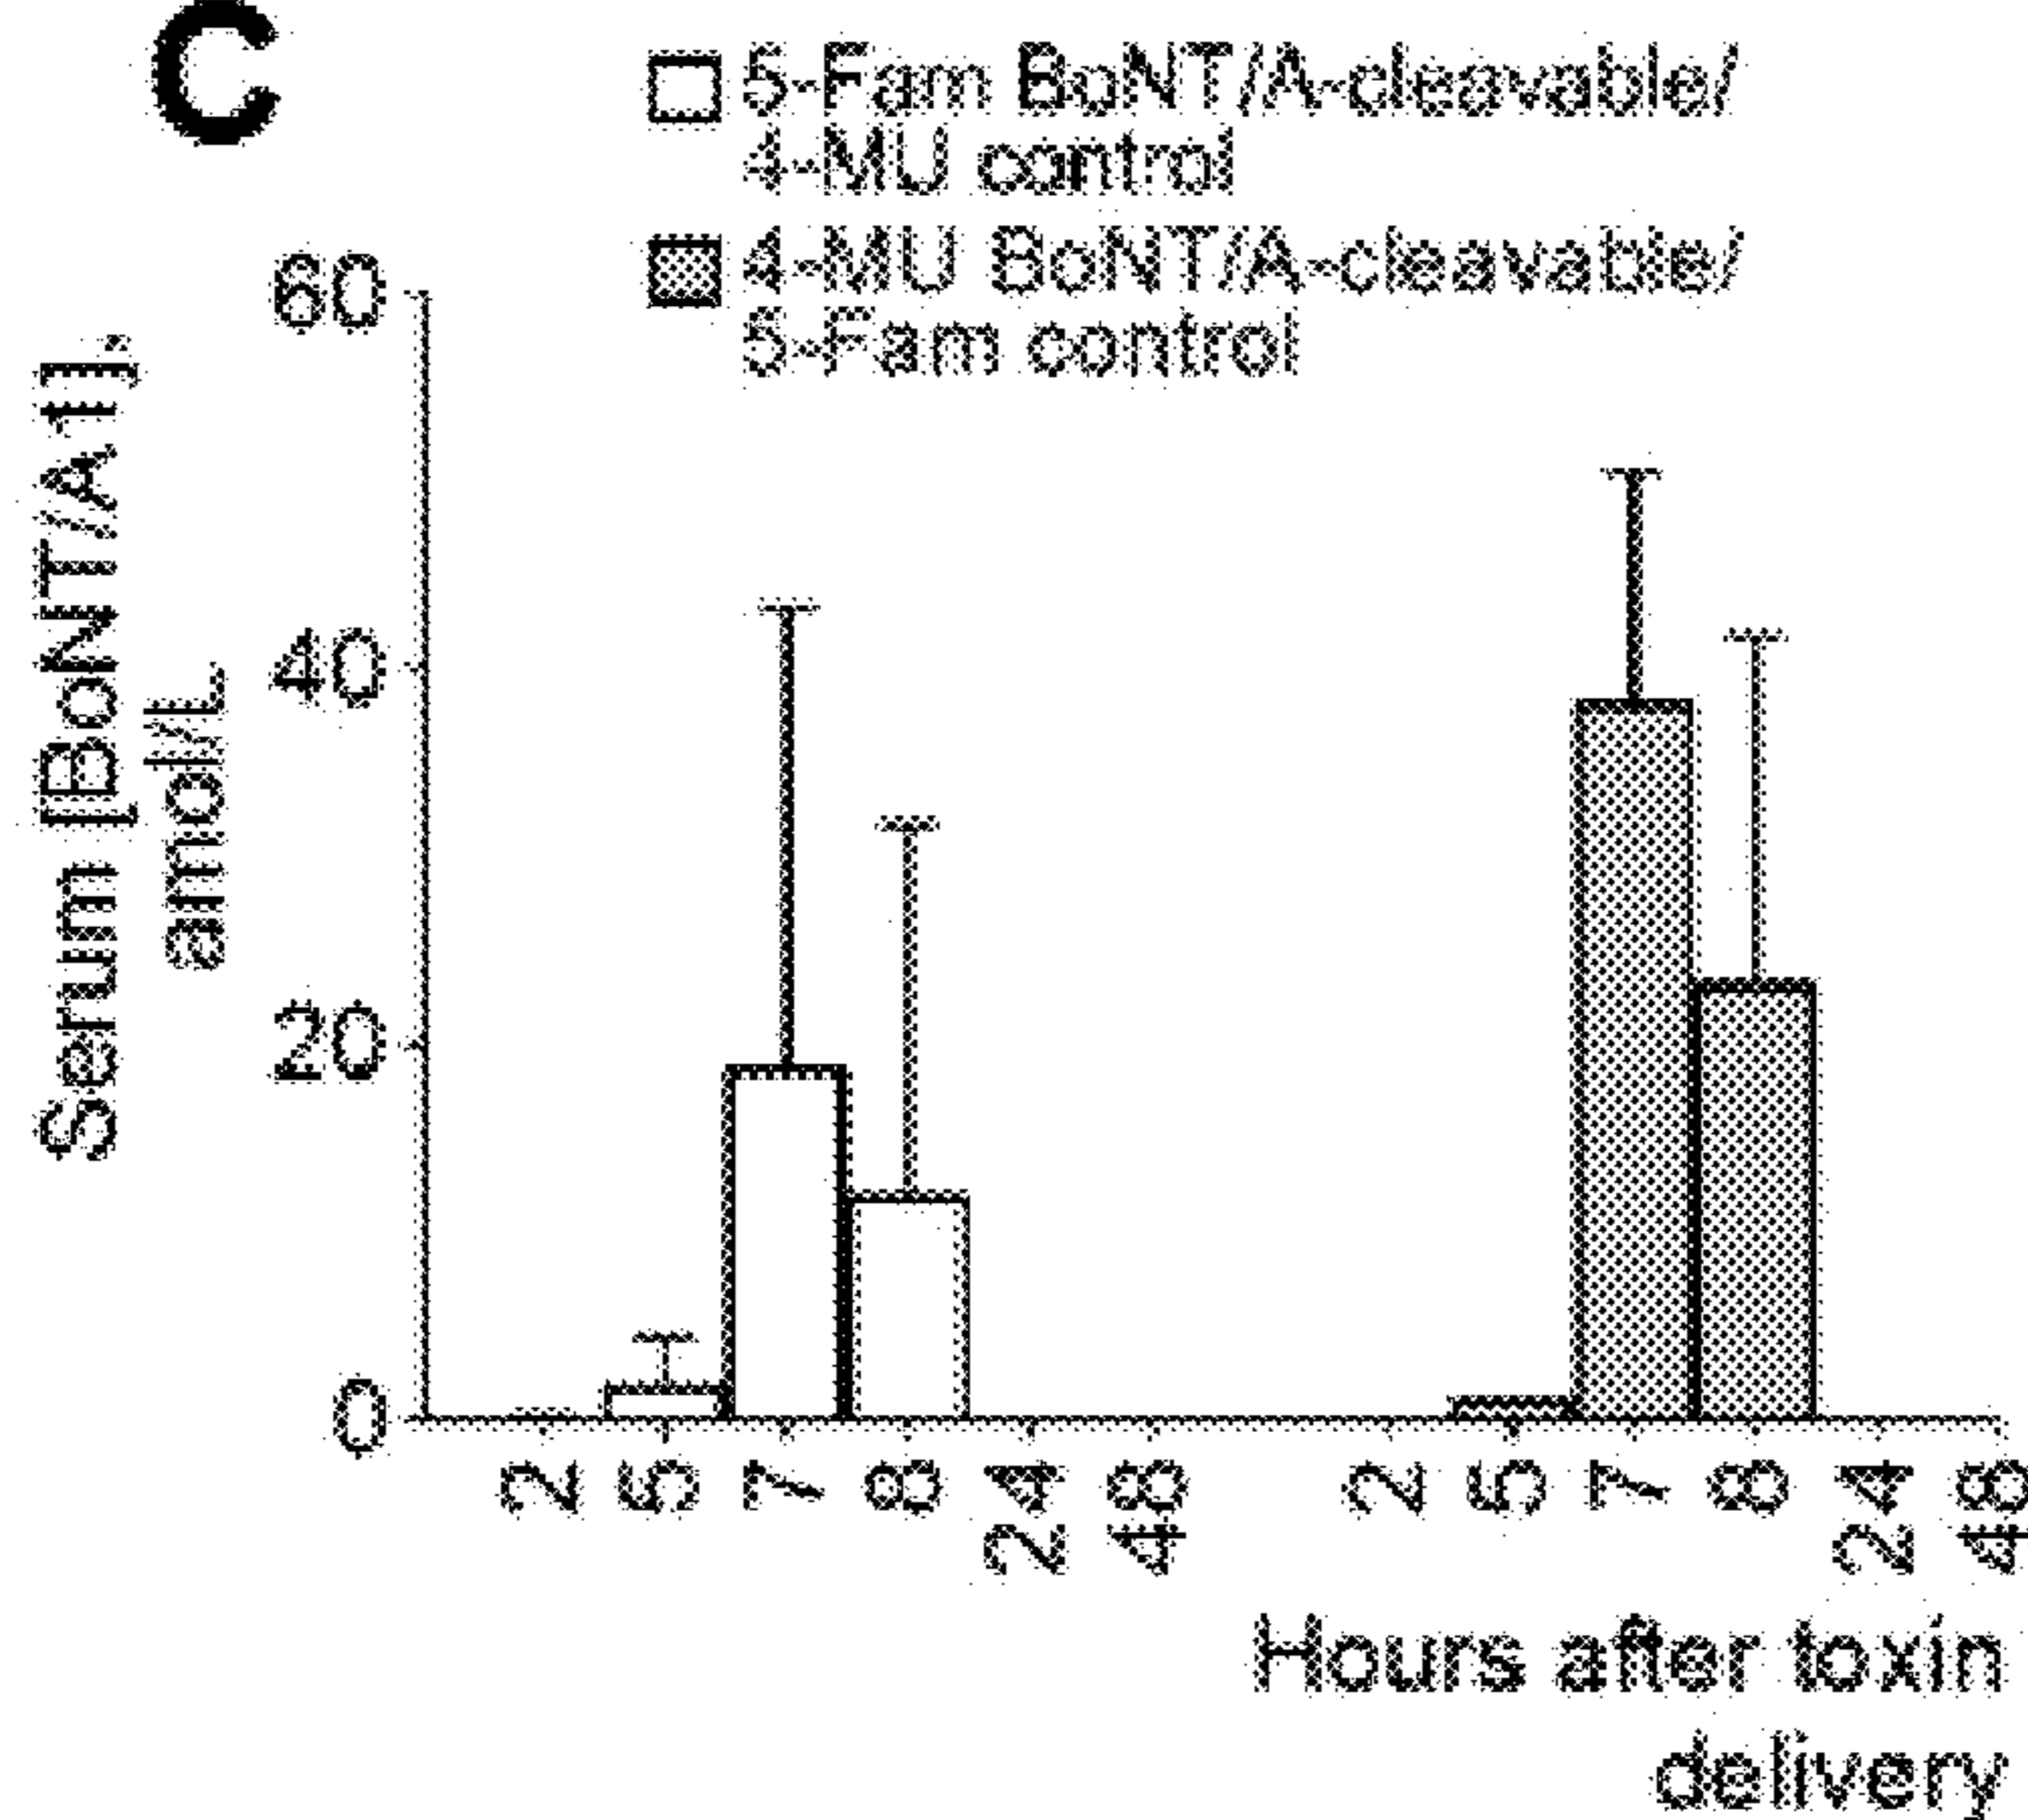 C
5-Fam BoNT/A-cleavable/
4-MU control
4-MU BoNT/A-cleavable/
5-Fam control
Serum [BoNT/A1],
amol/L
60
40
20
0
2 5 7 8 24 48 2 5 7 8 24 48
Hours after toxin
delivery